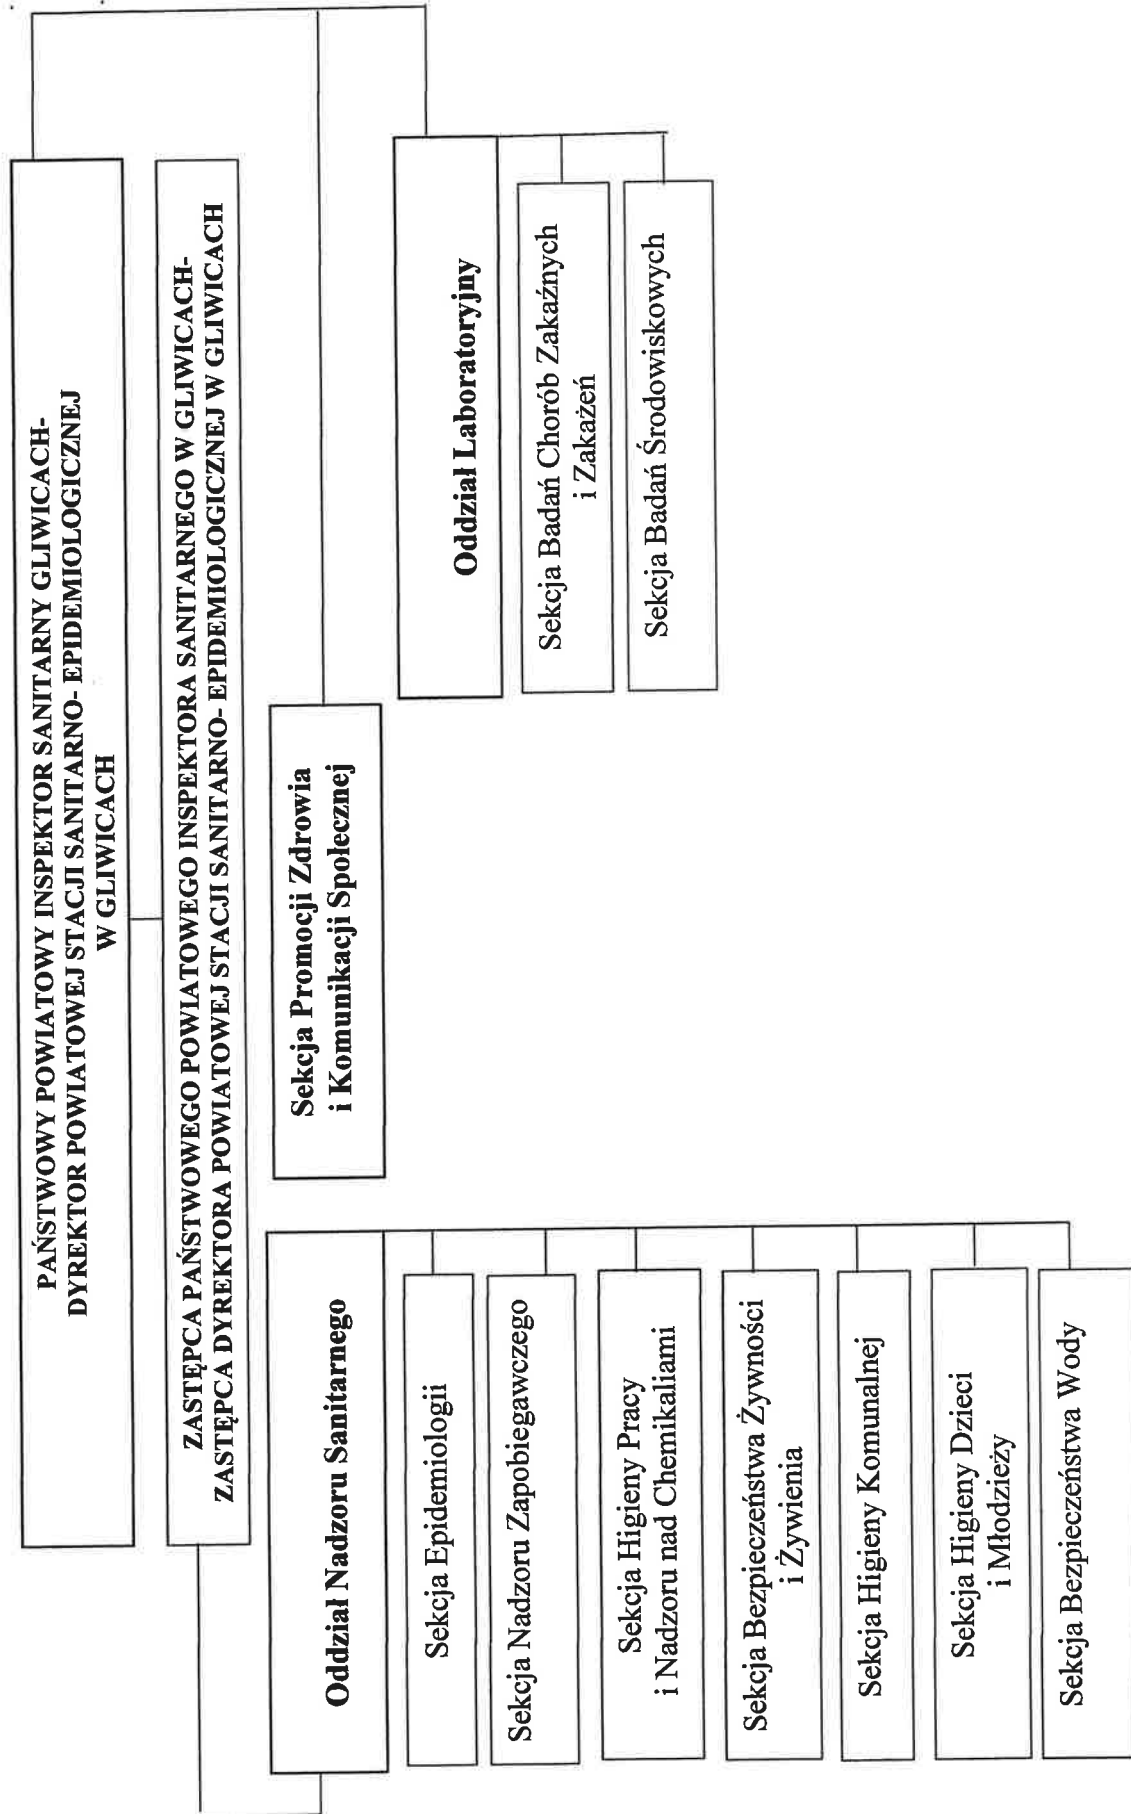 PAŃSTWOWY POWIATOWY INSPEKTOR SANITARNY GLIWICACH-
DYREKTOR POWIATOWEJ STACJI SANITARNO- EPIDEMIOLOGICZNEJ
W GLIWICACH
ZASTĘPCA PAŃSTWOWEGO POWIATOWEGO INSPEKTORA SANITARNEGO W GLIWICACH-
ZASTĘPCA DYREKTORA POWIATOWEJ STACJI SANITARNO- EPIDEMIOLOGICZNEJ W GLIWICACH
Oddział Nadzoru Sanitarnego
Sekcja Epidemiologii
Sekcja Nadzoru Zapobiegawczego
Sekcja Higieny Pracy
i Nadzoru nad Chemikaliami
Sekcja Bezpieczeństwa Żywności
i Żywienia
Sekcja Higieny Komunalnej
Sekcja Higieny Dzieci
i Młodzieży
Sekcja Bezpieczeństwa Wody
Sekcja Promocji Zdrowia
i Komunikacji Społecznej
Oddział Laboratoryjny
Sekcja Badań Chorób Zakaźnych
i Zakażeń
Sekcja Badań Środowiskowych